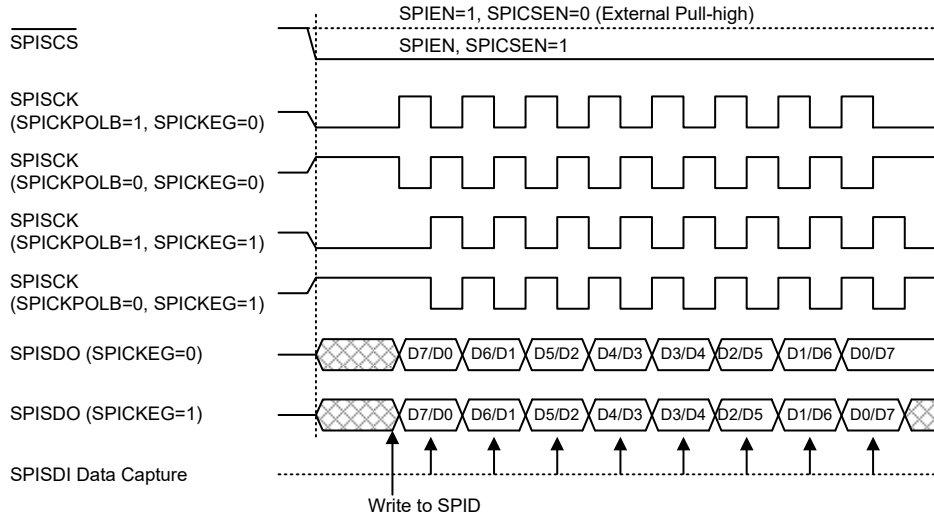 SPIEN=1, SPICSEN=0 (External Pull-high)
SPISCS
SPIEN, SPICSEN=1
SPISCK
(SPICKPOLB=1, SPICKEG=0)
SPISCK
(SPICKPOLB=0, SPICKEG=0)
SPISCK
(SPICKPOLB=1, SPICKEG=1)
SPISCK
(SPICKPOLB=0, SPICKEG=1)
SPISDO (SPICKEG=0) D7/D0 D6/D1 D5/D2 D4/D3 D3/D4 D2/D5 D1/D6 D0/D7
SPISDO (SPICKEG=1) D7/D0 D6/D1 D5/D2 D4/D3 D3/D4 D2/D5 D1/D6 D0/D7
SPISDI Data Capture
Write to SPID